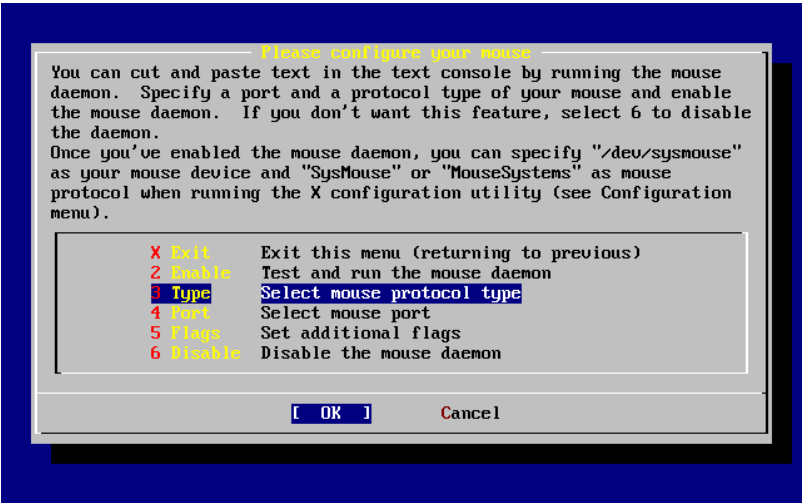 Please configure your mouse
You can cut and paste text in the text console by running the mouse
daemon.  Specify a port and a protocol type of your mouse and enable
the mouse daemon.  If you don't want this feature, select 6 to disable
the daemon.
Once you've enabled the mouse daemon, you can specify "/dev/sysmouse"
as your mouse device and "SysMouse" or "MouseSystems" as mouse
protocol when running the X configuration utility (see Configuration
menu).
X Exit Exit this menu (returning to previous)
2 Enable Test and run the mouse daemon
3 Type Select mouse protocol type
4 Port Select mouse port
5 Flags Set additional flags
6 Disable Disable the mouse daemon
[ OK ] Cancel